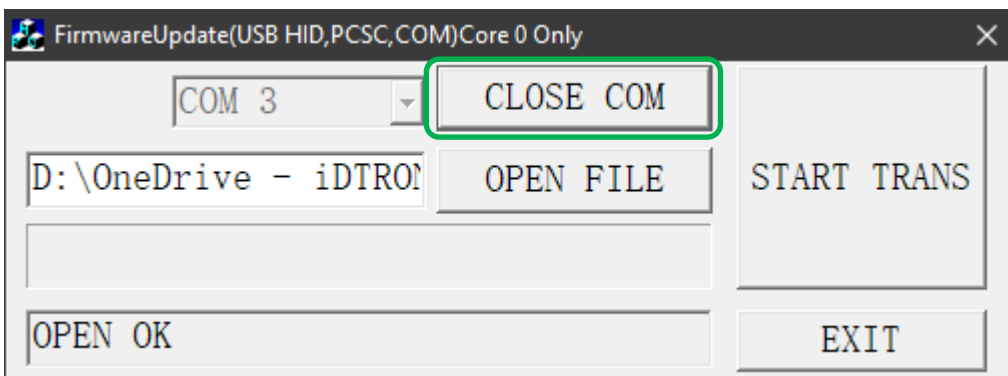 FirmwareUpdate(USB HID,PCSC,COM)Core 0 Only
COM 3
CLOSE COM
D:\OneDrive - iDTRON
OPEN FILE
START TRANS
OPEN OK
EXIT